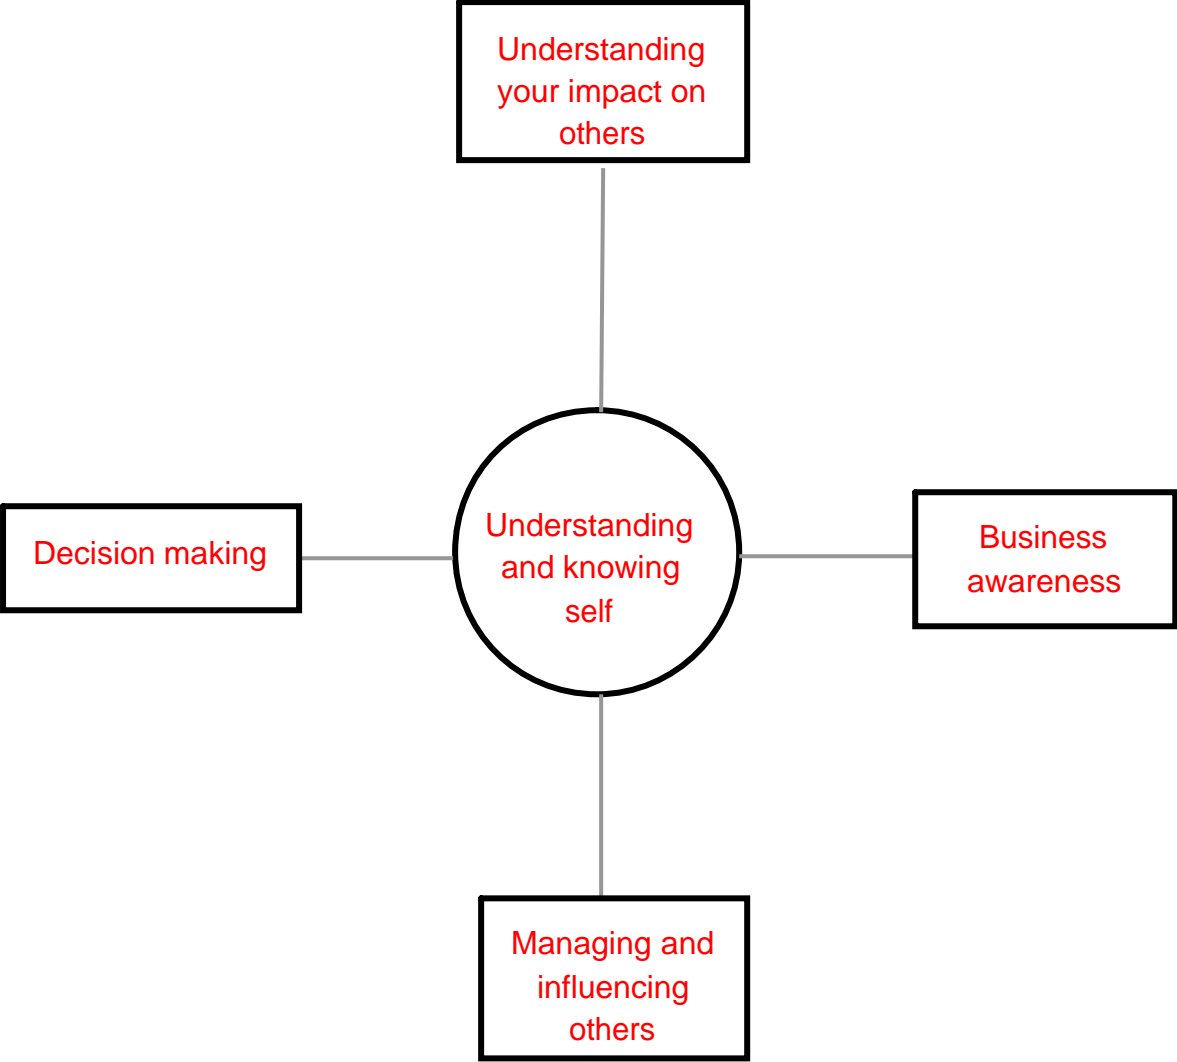 Understanding
your impact on
others
Decision making
Understanding
and knowing
self
Business
awareness
Managing and
influencing
others